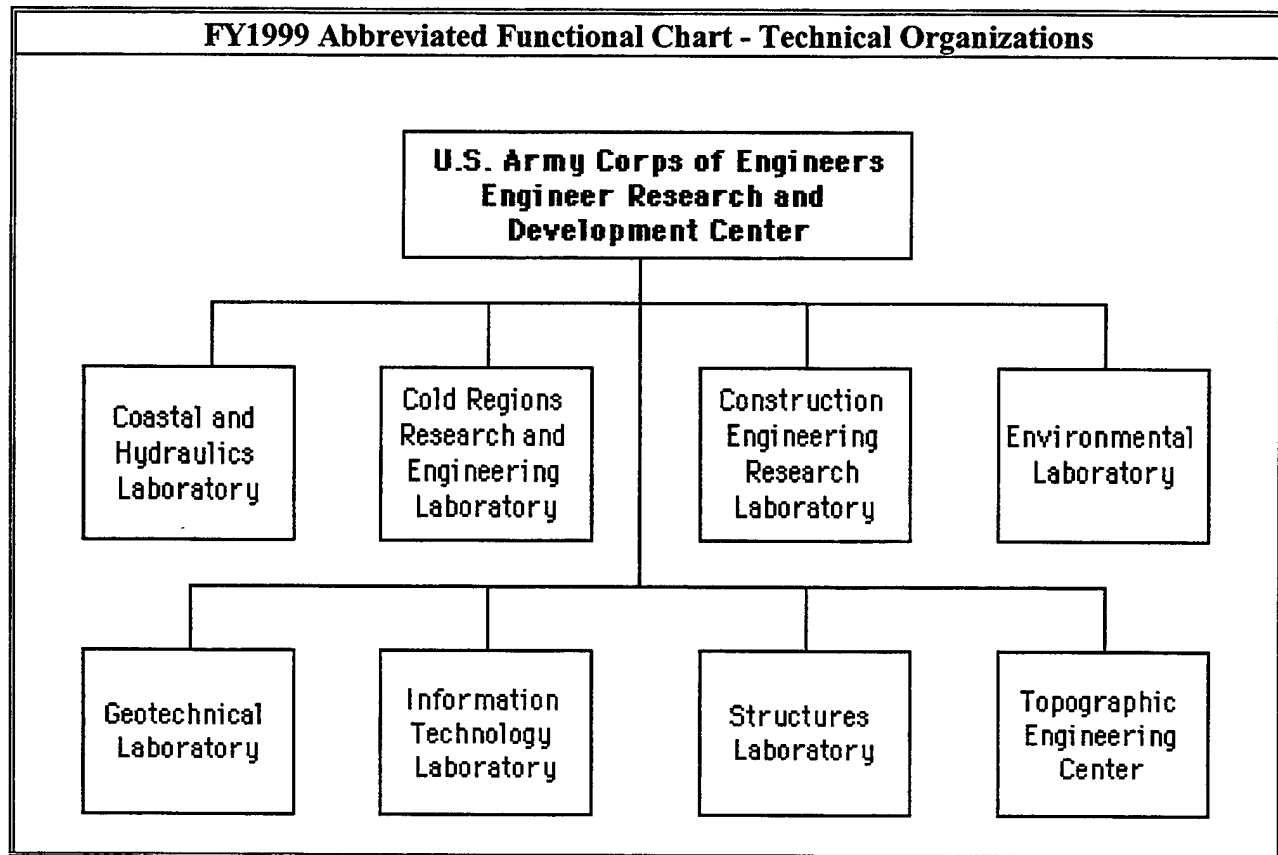 FY1999 Abbreviated Functional Chart - Technical Organizations
U.S. Army Corps of Engineers
Engineer Research and
Development Center
Coastal and
Hydraulics
Laboratory
Cold Regions
Research and
Engineering
Laboratory
Construction
Engineering
Research
Laboratory
Environmental
Laboratory
Geotechnical
Laboratory
Information
Technology
Laboratory
Structures
Laboratory
Topographic
Engineering
Center